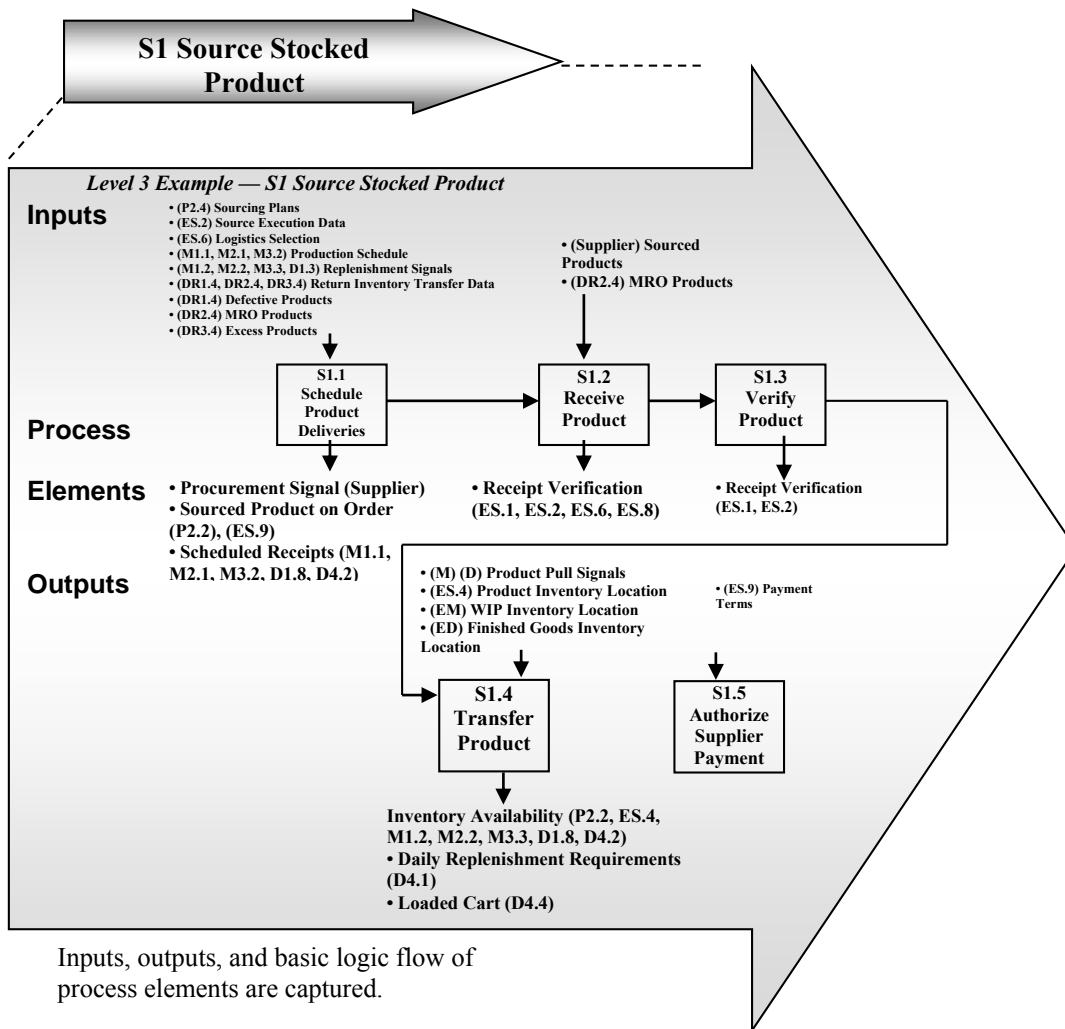 S1 Source Stocked
Product
Level 3 Example — S1 Source Stocked Product
Inputs
• (P2.4) Sourcing Plans
• (ES.2) Source Execution Data
• (ES.6) Logistics Selection
• (M1.1, M2.1, M3.2) Production Schedule
• (M1.2, M2.2, M3.3, D1.3) Replenishment Signals
• (DR1.4, DR2.4, DR3.4) Return Inventory Transfer Data
• (DR1.4) Defective Products
• (DR2.4) MRO Products
• (DR3.4) Excess Products
• (Supplier) Sourced
Products
• (DR2.4) MRO Products
S1.1
Schedule
Product
Deliveries
S1.2
Receive
Product
S1.3
Verify
Product
Process
Elements
• Procurement Signal (Supplier)
• Sourced Product on Order
(P2.2), (ES.9)
• Scheduled Receipts (M1.1,
M2.1, M3.2, D1.8, D4.2)
• Receipt Verification
(ES.1, ES.2, ES.6, ES.8)
• Receipt Verification
(ES.1, ES.2)
Outputs
• (M) (D) Product Pull Signals
• (ES.4) Product Inventory Location
• (EM) WIP Inventory Location
• (ED) Finished Goods Inventory
Location
• (ES.9) Payment
Terms
S1.4
Transfer
Product
S1.5
Authorize
Supplier
Payment
Inventory Availability (P2.2, ES.4,
M1.2, M2.2, M3.3, D1.8, D4.2)
• Daily Replenishment Requirements
(D4.1)
• Loaded Cart (D4.4)
Inputs, outputs, and basic logic flow of
process elements are captured.